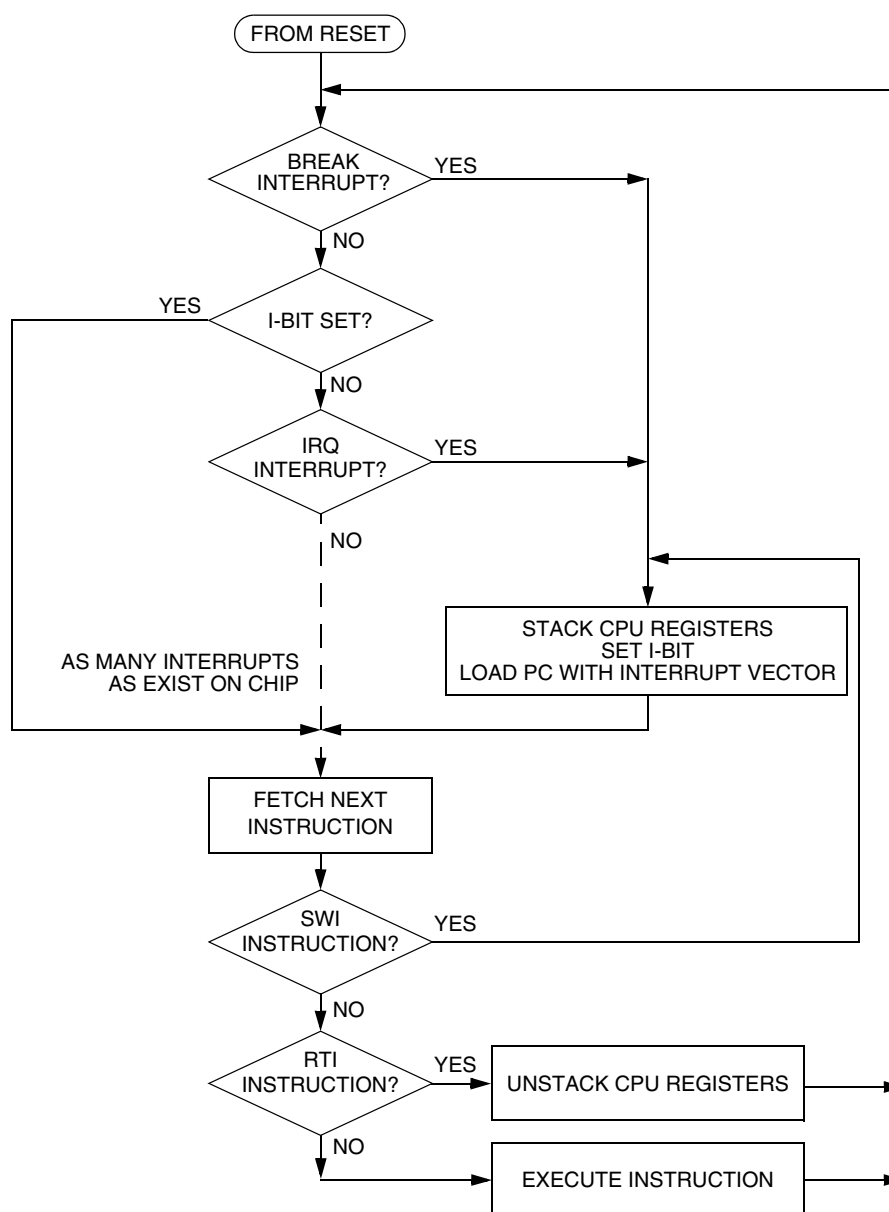 FROM RESET
BREAK
INTERRUPT?
YES
NO
YES
I-BIT SET?
NO
IRQ
INTERRUPT?
YES
NO
STACK CPU REGISTERS
SET I-BIT
LOAD PC WITH INTERRUPT VECTOR
AS MANY INTERRUPTS
AS EXIST ON CHIP
FETCH NEXT
INSTRUCTION
SWI
INSTRUCTION?
YES
NO
RTI
INSTRUCTION?
YES
UNSTACK CPU REGISTERS
NO
EXECUTE INSTRUCTION